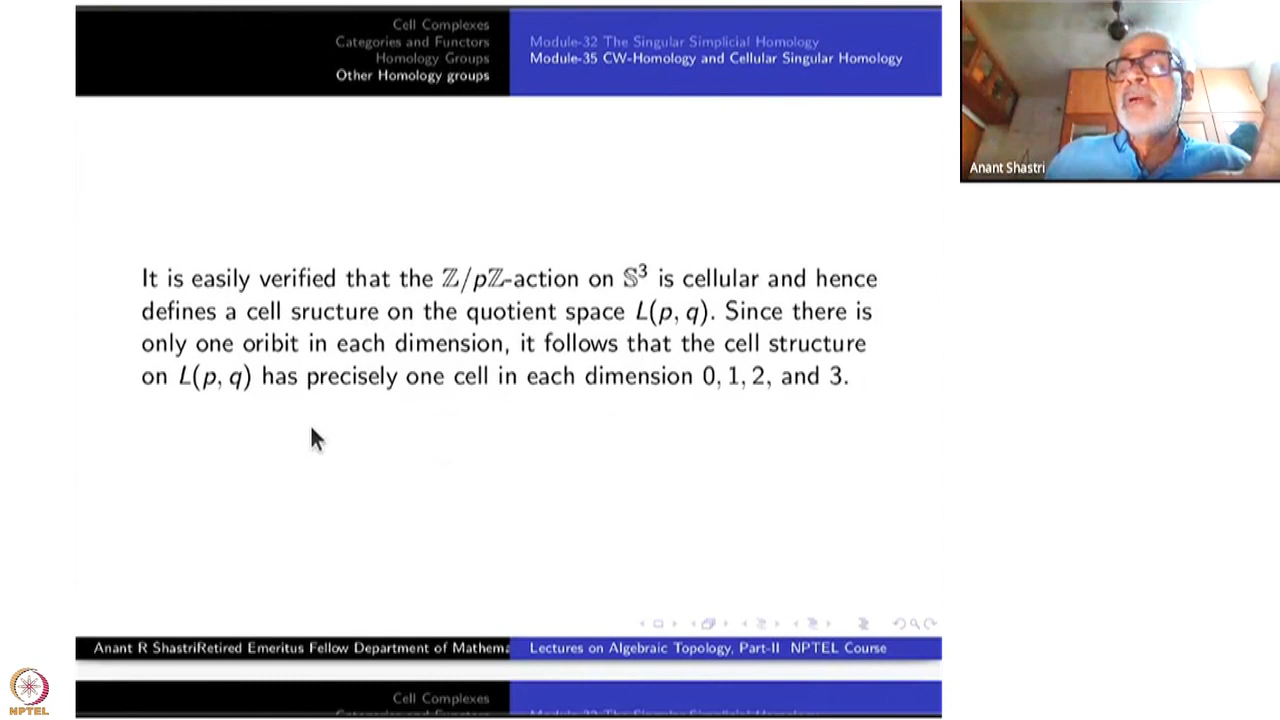 Cell Complexes
Categories and Functors
Homology Groups
Other Homology groups
Module-32 The Singular Simplicial Homology
Module-35 CW-Homology and Cellular Singular Homology
Anant Shastri
It is easily verified that the ℤ/pℤ-action on 𝕊³ is cellular and hence
defines a cell sructure on the quotient space L(p, q). Since there is
only one oribit in each dimension, it follows that the cell structure
on L(p, q) has precisely one cell in each dimension 0, 1, 2, and 3.
Anant R ShastriRetired Emeritus Fellow Department of Mathema
Lectures on Algebraic Topology, Part-II NPTEL Course
Cell Complexes
NPTEL